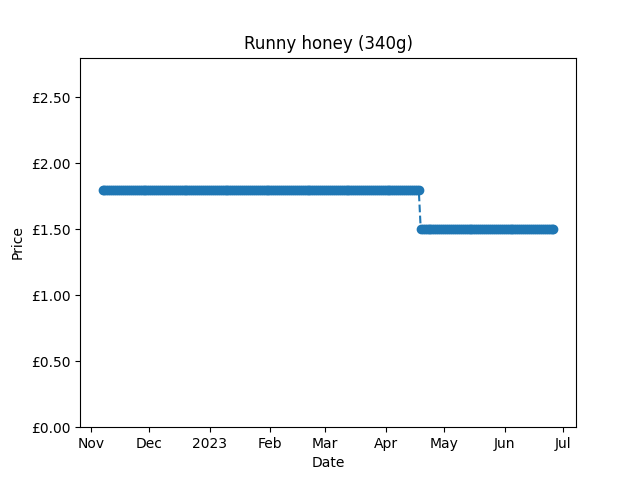 Runny honey (340g)
£2.50
£2.00
£1.50
£1.00
£0.50
£0.00
Price
Nov Dec 2023 Feb Mar Apr May Jun Jul
Date